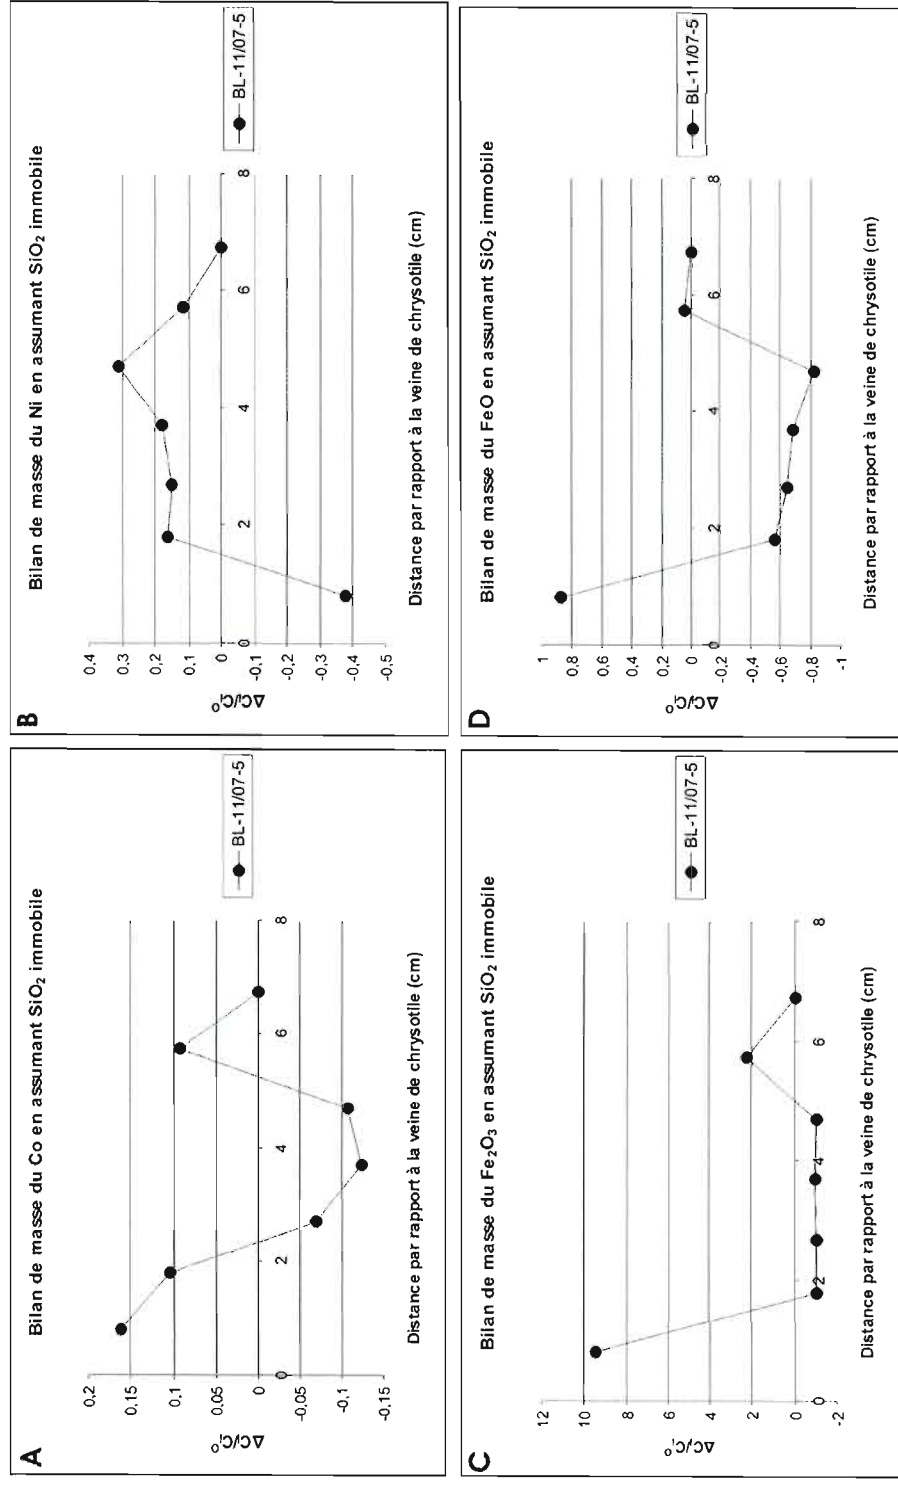 A
Bilan de masse du Co en assumant SiO₂ immobile
0,2
0,15
0,1
0,05
0
-0,05
-0,1
-0,15
ΔCᵢ/Cᵢ⁰
0 2 4 6 8
Distance par rapport à la veine de chrysotile (cm)
BL-11/07-5
B
Bilan de masse du Ni en assumant SiO₂ immobile
0,4
0,3
0,2
0,1
0
-0,1
-0,2
-0,3
-0,4
-0,5
ΔCᵢ/Cᵢ⁰
0 2 4 6 8
Distance par rapport à la veine de chrysotile (cm)
BL-11/07-5
C
Bilan de masse du Fe₂O₃ en assumant SiO₂ immobile
12
10
8
6
4
2
0
-2
ΔCᵢ/Cᵢ⁰
0 2 4 6 8
Distance par rapport à la veine de chrysotile (cm)
BL-11/07-5
D
Bilan de masse du FeO en assumant SiO₂ immobile
1
0,8
0,6
0,4
0,2
0
-0,2
-0,4
-0,6
-0,8
-1
ΔCᵢ/Cᵢ⁰
0 2 4 6 8
Distance par rapport à la veine de chrysotile (cm)
BL-11/07-5